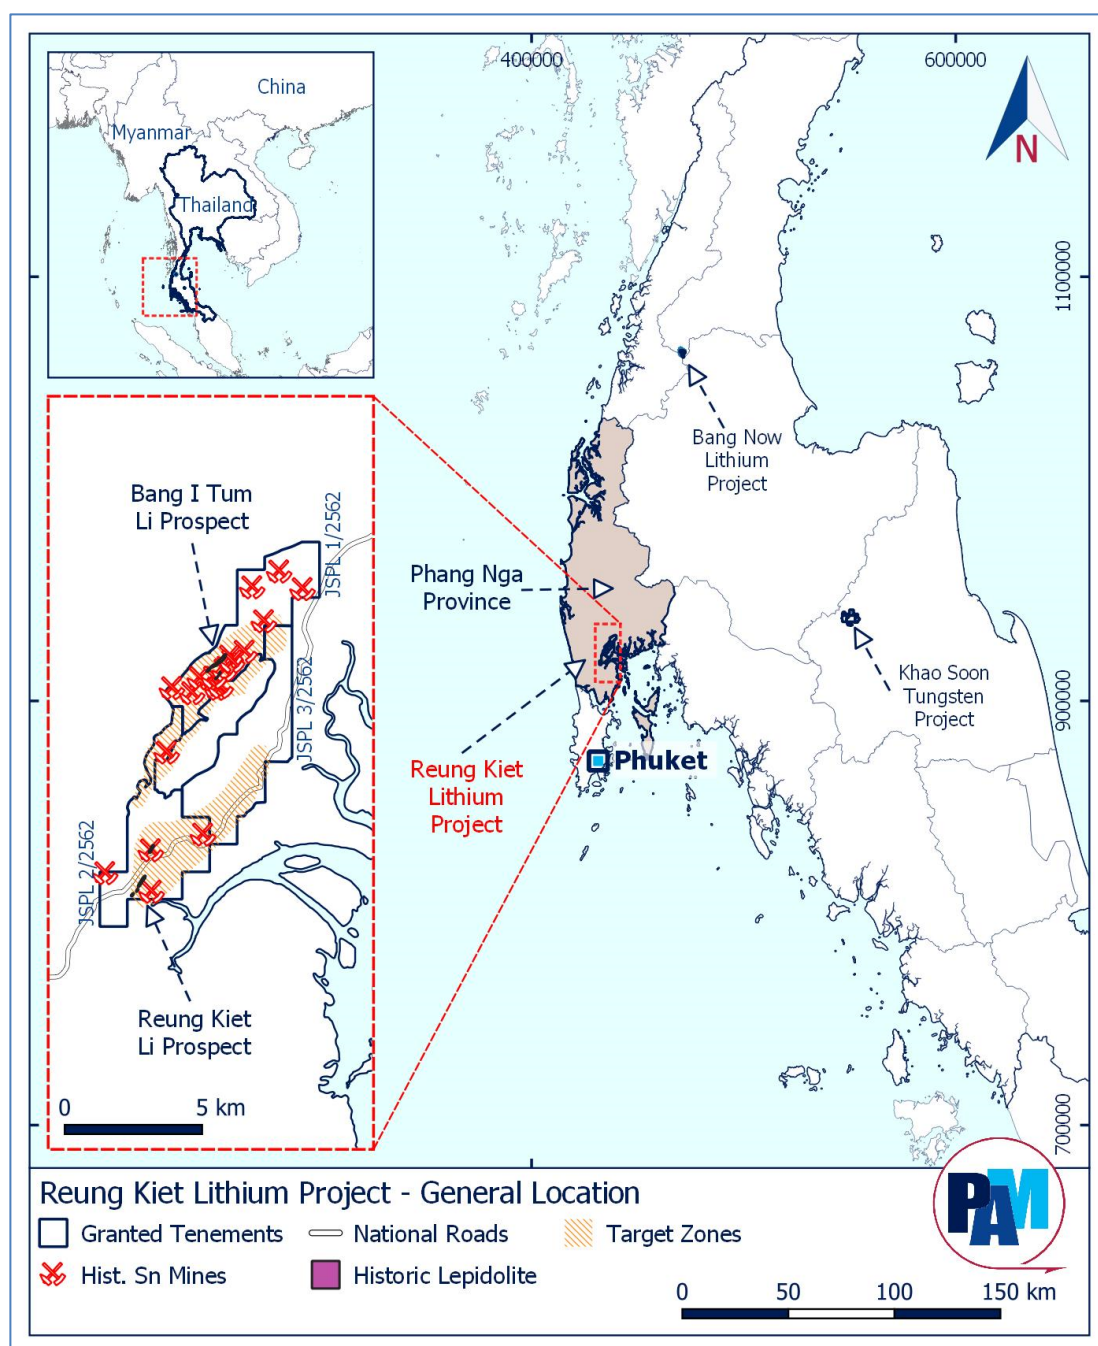 400000
600000
China
Myanmar
Thailand
N
1100000
Bang Now
Lithium
Project
Bang I Tum
Li Prospect
JSPL 1/2562
Phang Nga
Province
JSPL 3/2562
Khao Soon
Tungsten
Project
900000
Phuket
Reung Kiet
Lithium
Project
JSPL 2/2562
Reung Kiet
Li Prospect
0 5 km
700000
Reung Kiet Lithium Project - General Location
Granted Tenements
National Roads
Target Zones
Hist. Sn Mines
Historic Lepidolite
PAM
0 50 100 150 km